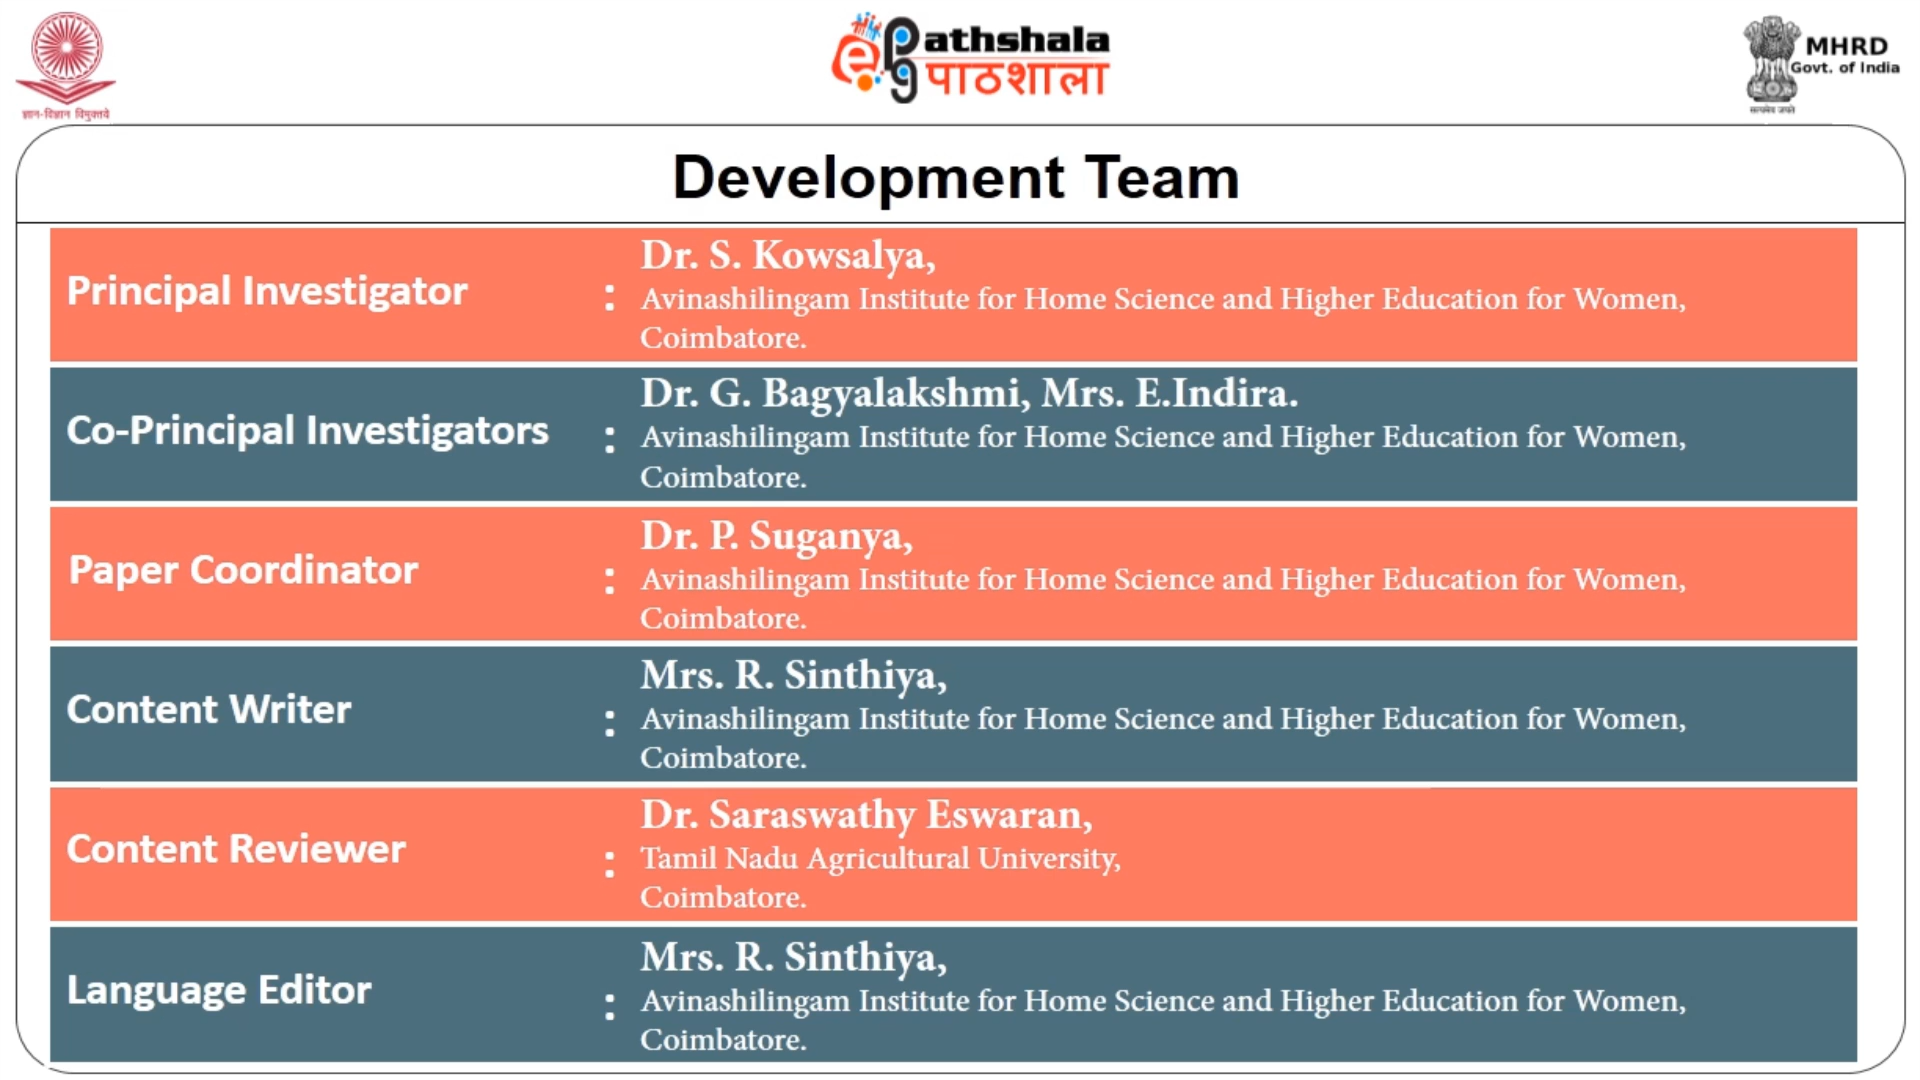 ज्ञान-विज्ञान विमुक्तये
ePG Pathshala
पाठशाला
MHRD
Govt. of India
सत्यमेव जयते
Development Team
Principal Investigator : Dr. S. Kowsalya,
Avinashilingam Institute for Home Science and Higher Education for Women,
Coimbatore.
Co-Principal Investigators : Dr. G. Bagyalakshmi, Mrs. E.Indira.
Avinashilingam Institute for Home Science and Higher Education for Women,
Coimbatore.
Paper Coordinator : Dr. P. Suganya,
Avinashilingam Institute for Home Science and Higher Education for Women,
Coimbatore.
Content Writer : Mrs. R. Sinthiya,
Avinashilingam Institute for Home Science and Higher Education for Women,
Coimbatore.
Content Reviewer : Dr. Saraswathy Eswaran,
Tamil Nadu Agricultural University,
Coimbatore.
Language Editor : Mrs. R. Sinthiya,
Avinashilingam Institute for Home Science and Higher Education for Women,
Coimbatore.